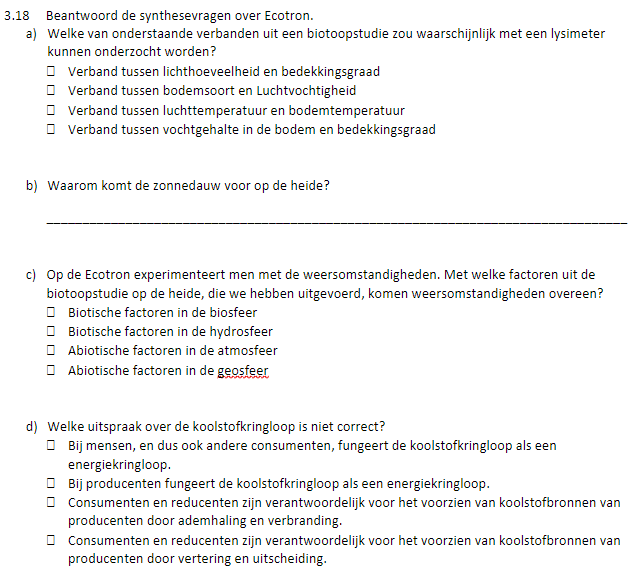 3.18 Beantwoord de synthesevragen over Ecotron.
a) Welke van onderstaande verbanden uit een biotoopstudie zou waarschijnlijk met een lysimeter
kunnen onderzocht worden?
☐ Verband tussen lichthoeveelheid en bedekkingsgraad
☐ Verband tussen bodemsoort en Luchtvochtigheid
☐ Verband tussen luchttemperatuur en bodemtemperatuur
☐ Verband tussen vochtgehalte in de bodem en bedekkingsgraad
b) Waarom komt de zonnedauw voor op de heide?
c) Op de Ecotron experimenteert men met de weersomstandigheden. Met welke factoren uit de
biotoopstudie op de heide, die we hebben uitgevoerd, komen weersomstandigheden overeen?
☐ Biotische factoren in de biosfeer
☐ Biotische factoren in de hydrosfeer
☐ Abiotische factoren in de atmosfeer
☐ Abiotische factoren in de geosfeer
d) Welke uitspraak over de koolstofkringloop is niet correct?
☐ Bij mensen, en dus ook andere consumenten, fungeert de koolstofkringloop als een
energiekringloop.
☐ Bij producenten fungeert de koolstofkringloop als een energiekringloop.
☐ Consumenten en reducenten zijn verantwoordelijk voor het voorzien van koolstofbronnen van
producenten door ademhaling en verbranding.
☐ Consumenten en reducenten zijn verantwoordelijk voor het voorzien van koolstofbronnen van
producenten door vertering en uitscheiding.